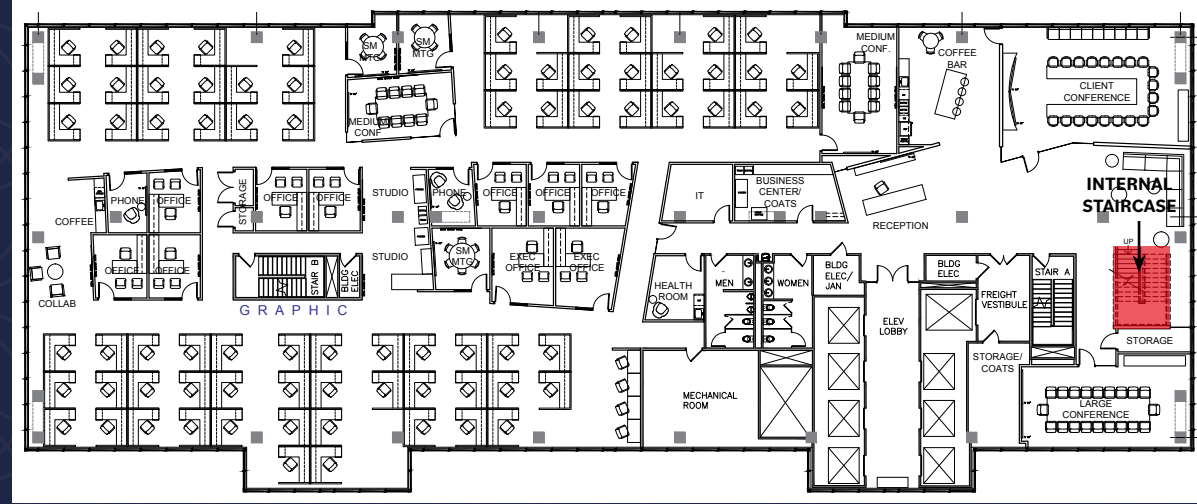 SM
MTG
SM
MTG
MEDIUM
CONF
MEDIUM
CONF.
COFFEE
BAR
CLIENT
CONFERENCE
COFFEE
PHONE
OFFICE
STORAGE
OFFICE
OFFICE
STUDIO
PHONE
OFFICE
OFFICE
OFFICE
IT
BUSINESS
CENTER/
COATS
RECEPTION
INTERNAL
STAIRCASE
UP
OFFICE
OFFICE
COLLAB
STAIR B
BLDG
ELEC
GRAPHIC
STUDIO
SM
MTG
EXEC
OFFICE
EXEC
OFFICE
HEALTH
ROOM
MEN
WOMEN
BLDG
ELEC/
JAN
ELEV
LOBBY
BLDG
ELEC
FREIGHT
VESTIBULE
STAIR A
STORAGE
MECHANICAL
ROOM
STORAGE/
COATS
LARGE
CONFERENCE